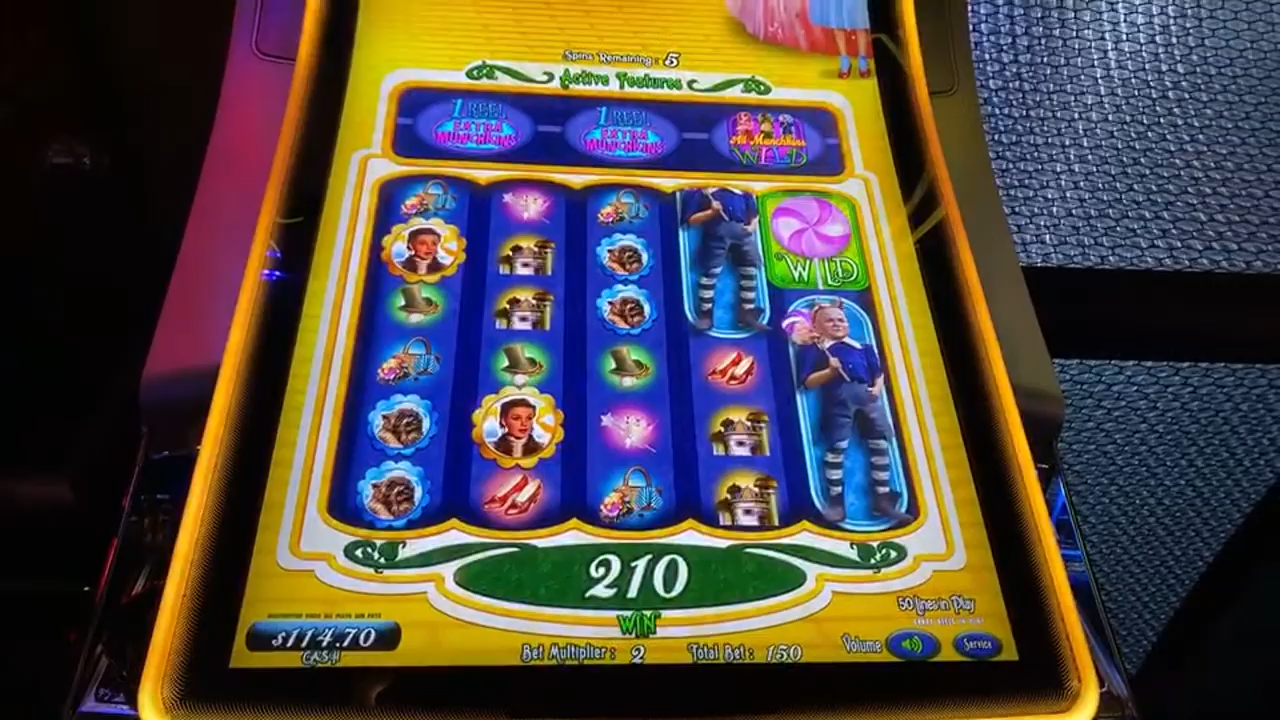 Spins Remaining: 5
Active Features
1 REEL EXTRA MUNCHKINS
1 REEL EXTRA MUNCHKINS
All Munchkins WILD
WILD
210
WIN
50 Lines in Play
$114.70
CASH
Bet Multiplier: 2
Total Bet: 150
Volume
Service